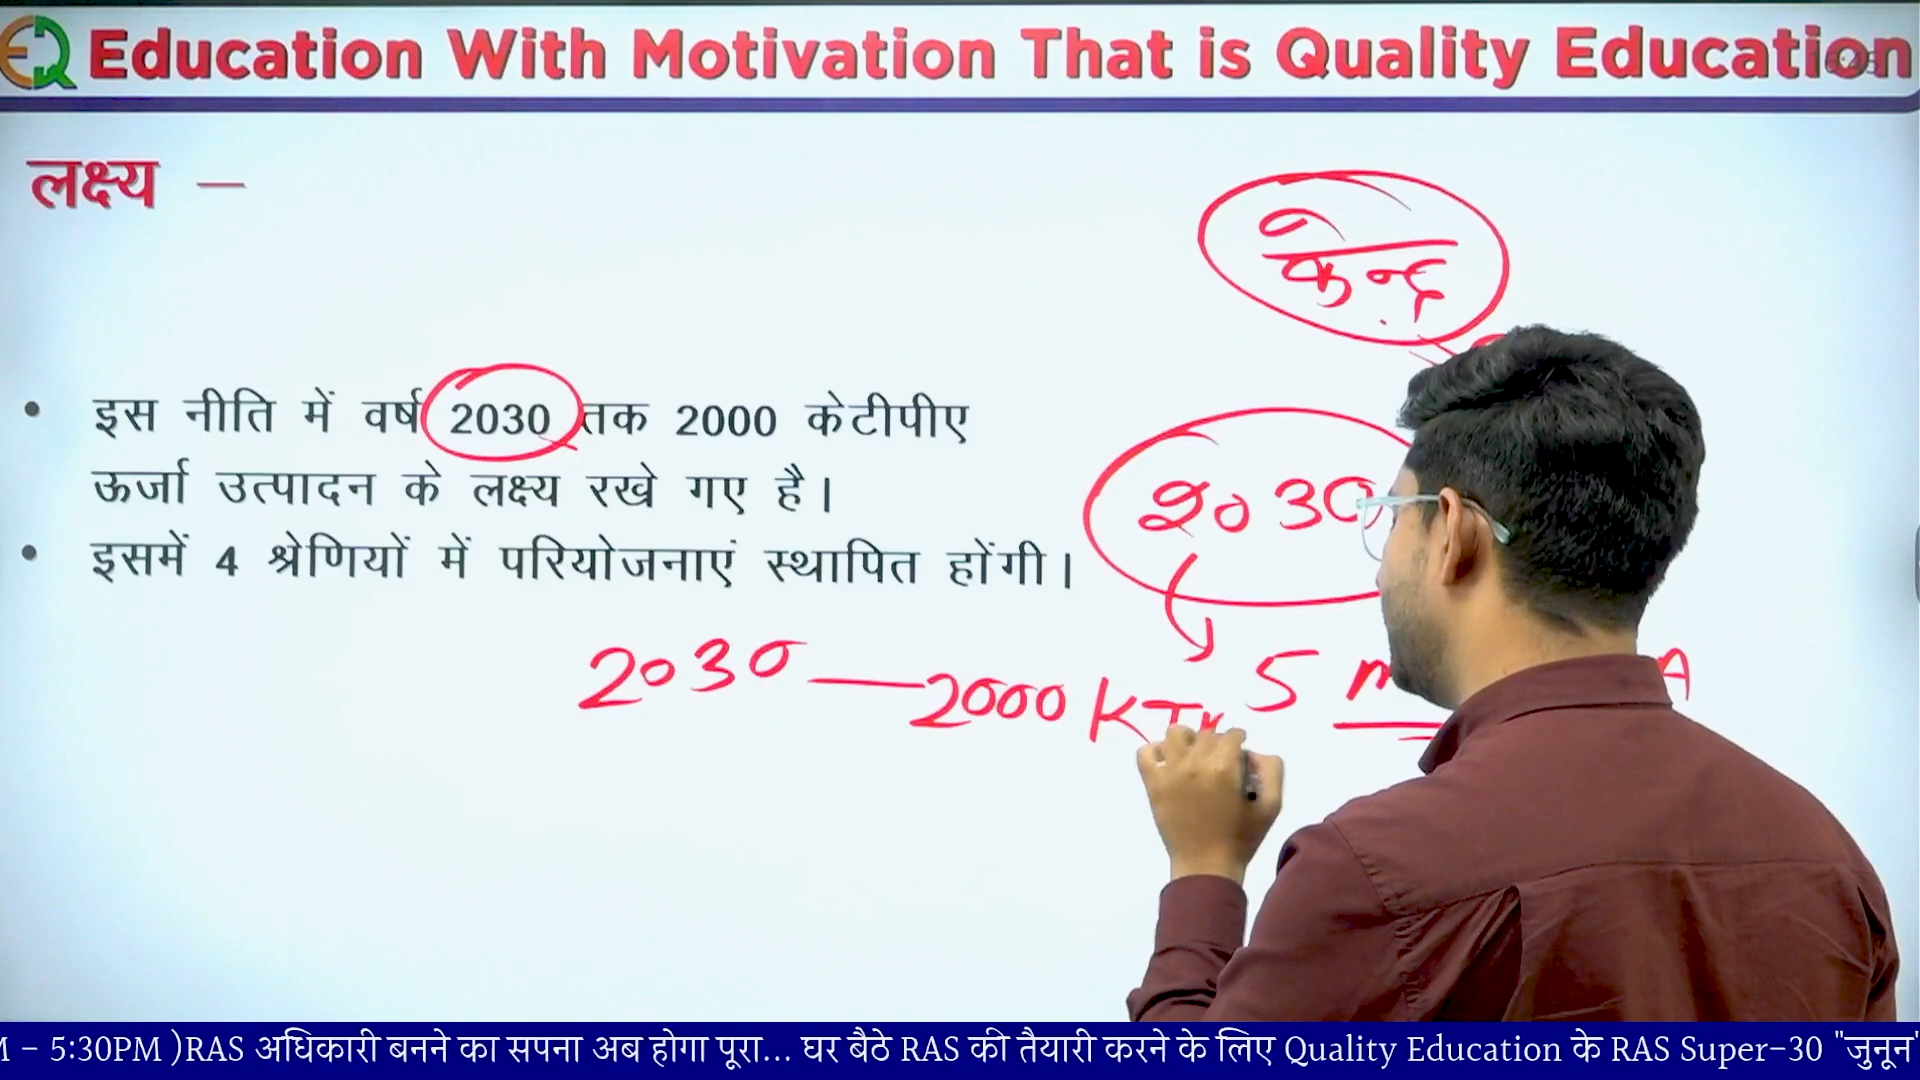 EQ Education With Motivation That is Quality Education
लक्ष्य –
केन्द्र
• इस नीति में वर्ष 2030 तक 2000 केटीपीए
ऊर्जा उत्पादन के लक्ष्य रखे गए है।
• इसमें 4 श्रेणियों में परियोजनाएं स्थापित होंगी।
2030
5 m
2030 — 2000 KT
– 5:30PM )RAS अधिकारी बनने का सपना अब होगा पूरा... घर बैठे RAS की तैयारी करने के लिए Quality Education के RAS Super-30 "जुनून"